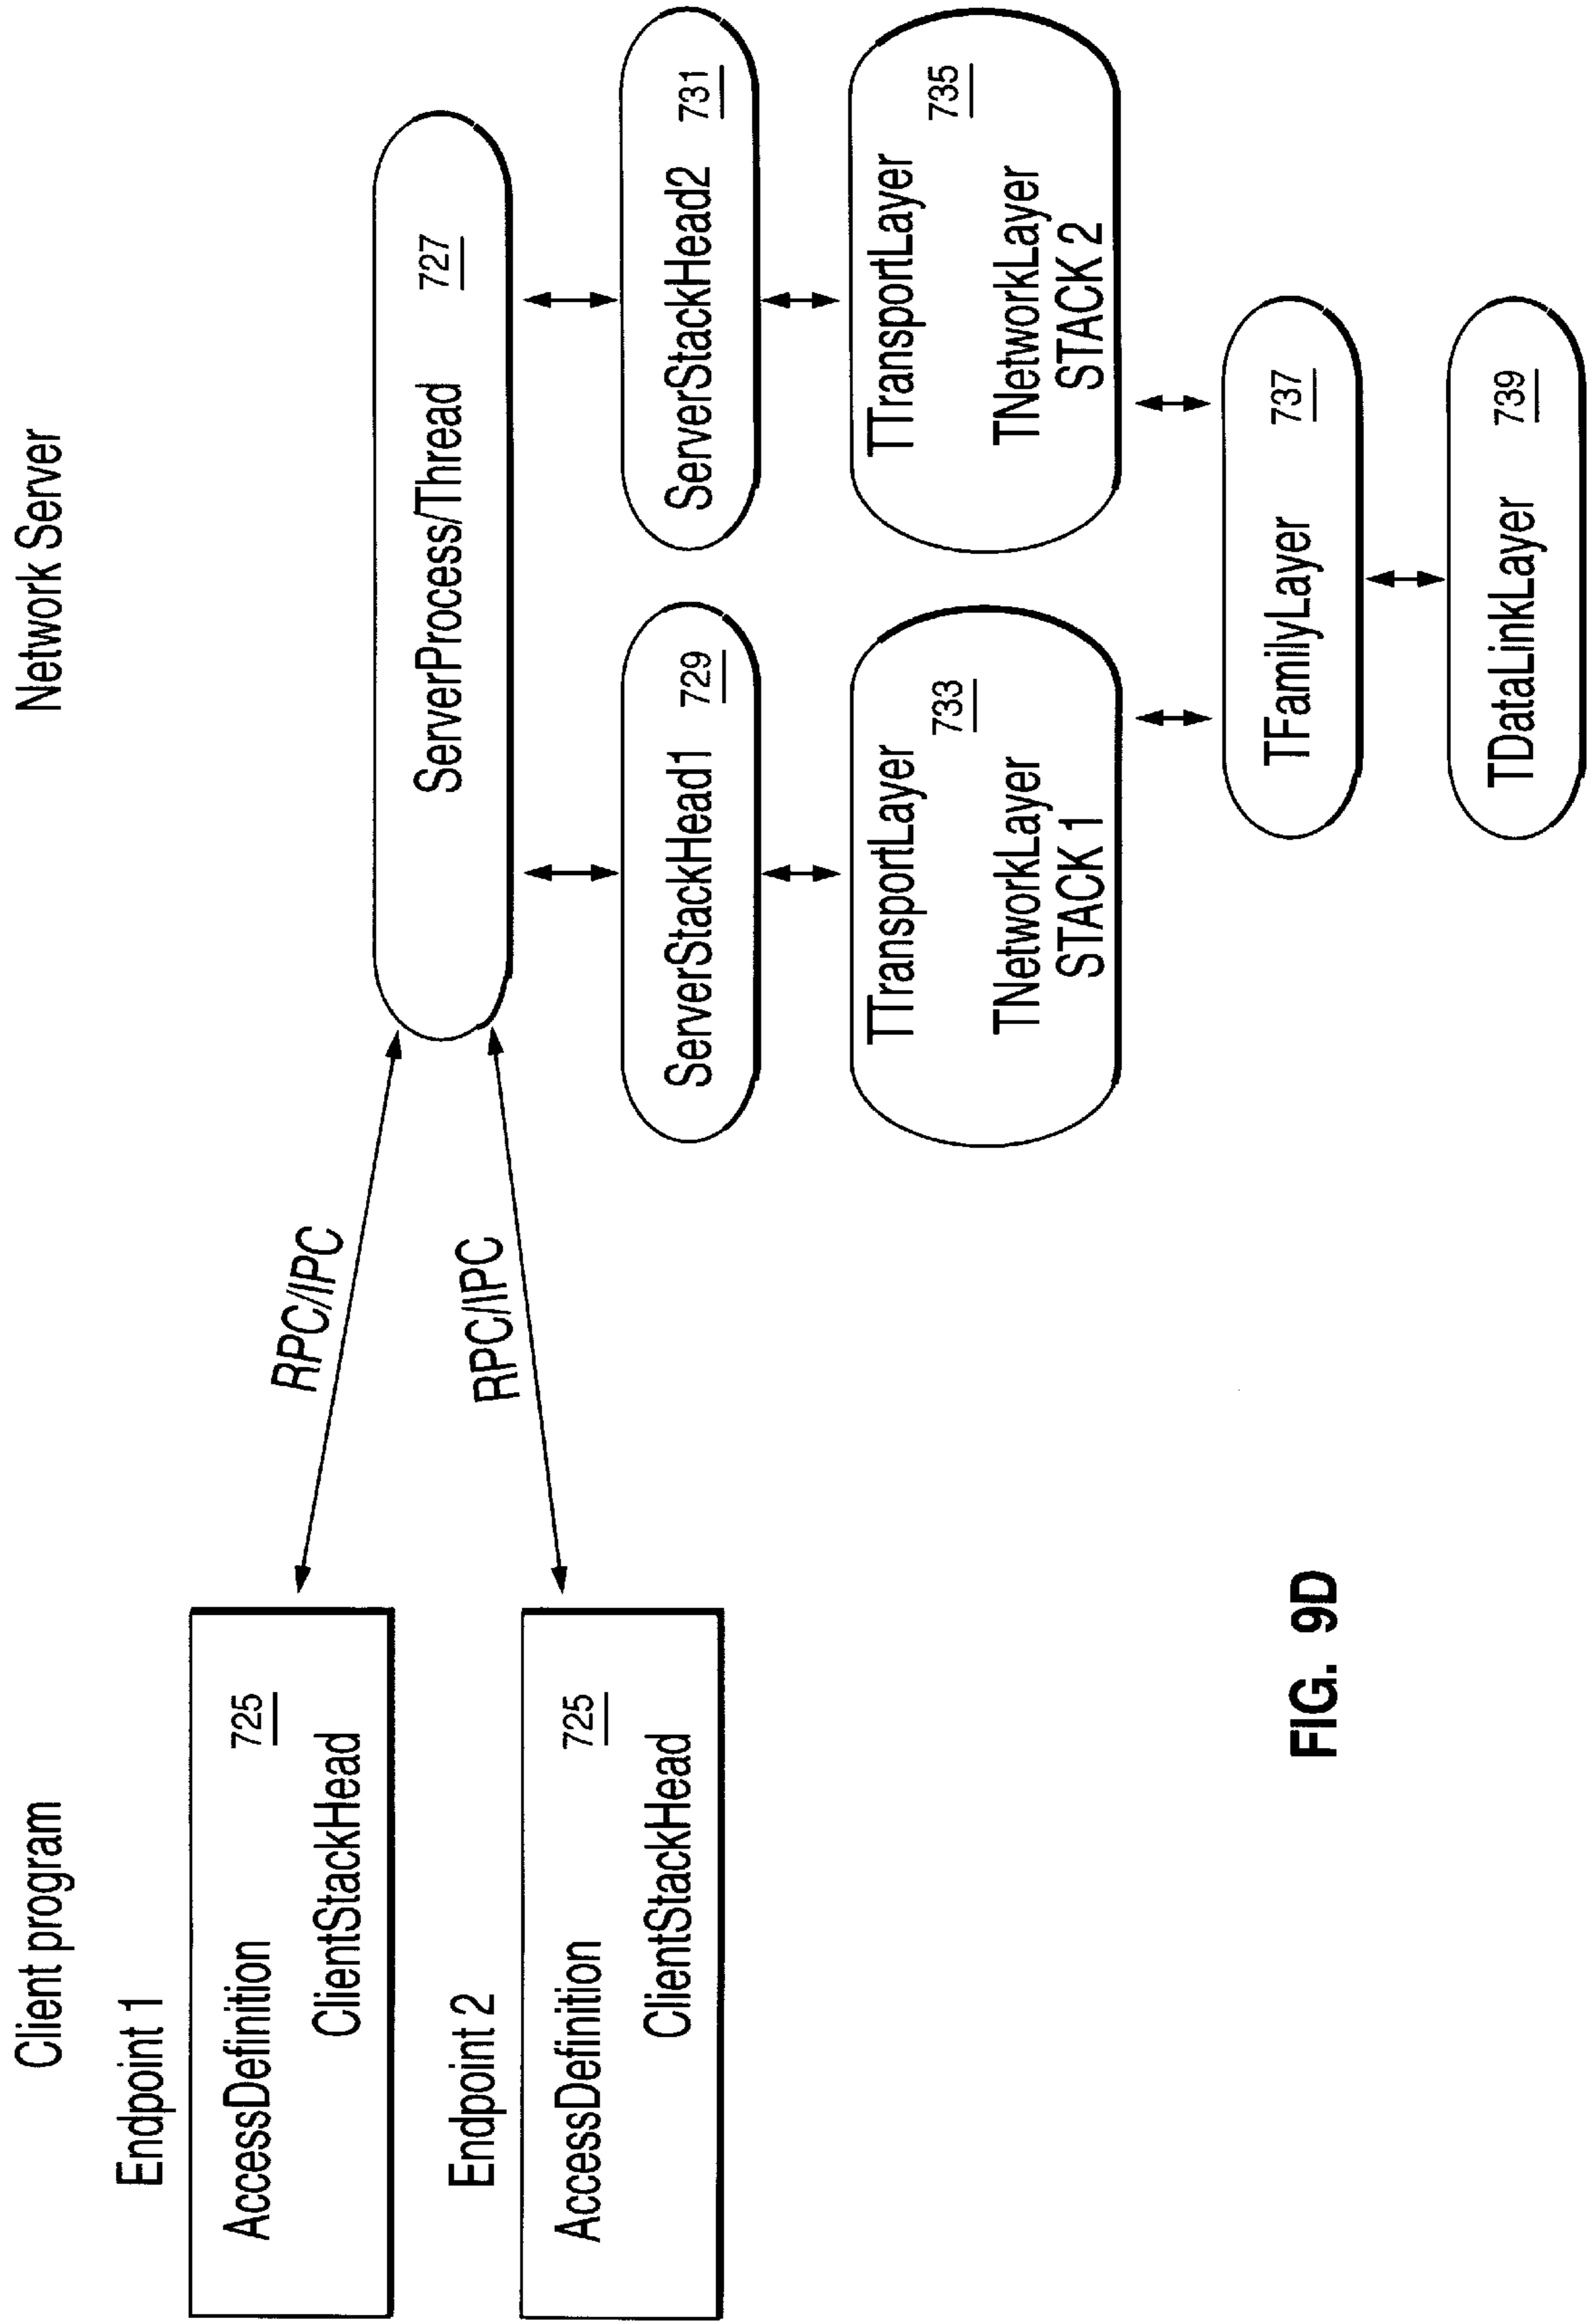 Client program
Network Server
Endpoint 1
AccessDefinition
725
ClientStackHead
Endpoint 2
AccessDefinition
725
ClientStackHead
RPC/IPC
RPC/IPC
ServerProcess/Thread
727
ServerStackHead1
729
ServerStackHead2
731
TTransportLayer
733
TNetworkLayer
STACK 1
TTransportLayer
735
TNetworkLayer
STACK 2
TFamilyLayer
737
TDataLinkLayer
739
FIG. 9D